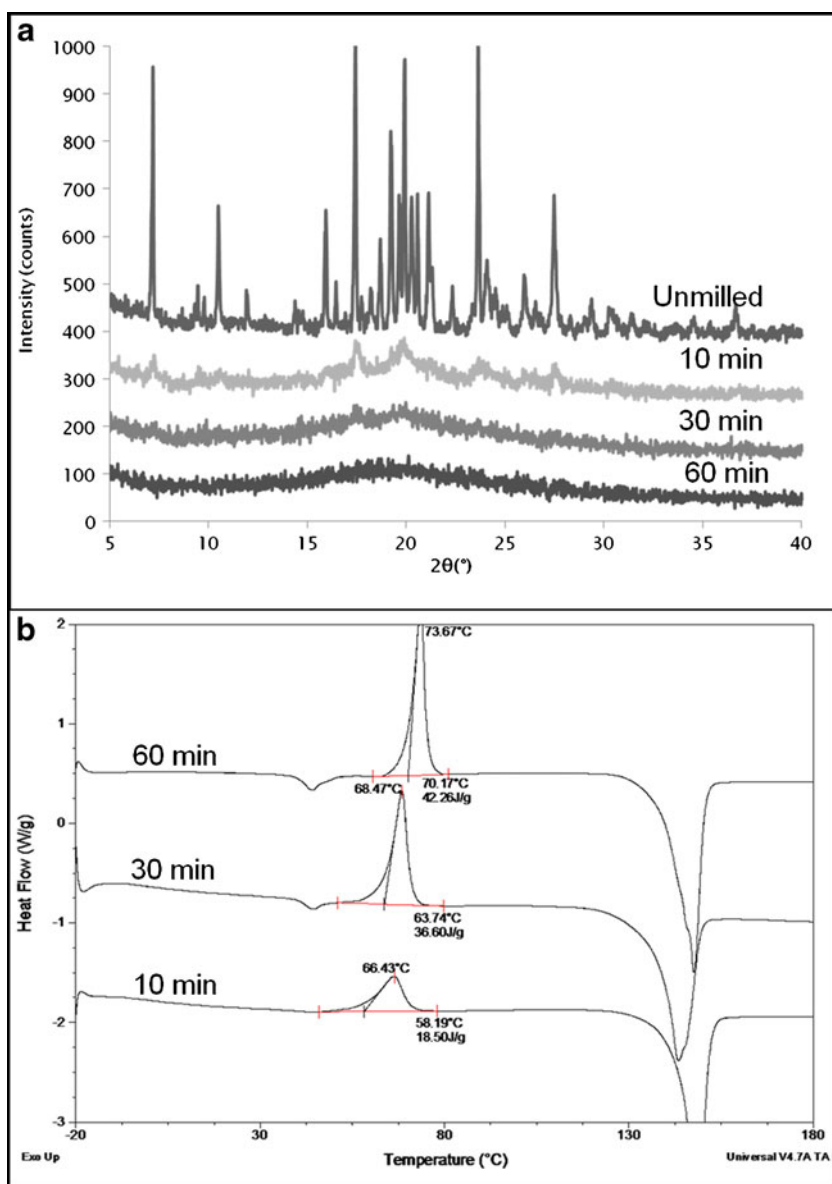 a
1000
900
800
700
600
500
400
300
200
100
0
Intensity (counts)
Unmilled
10 min
30 min
60 min
5 10 15 20 25 30 35 40
2θ(°)
b
2
1
0
-1
-2
-3
Heat Flow (W/g)
73.67°C
60 min
70.17°C
42.26J/g
68.47°C
30 min
63.74°C
36.60J/g
66.43°C
10 min
58.19°C
18.50J/g
-20 30 80 130 180
Exo Up
Temperature (°C)
Universal V4.7A TA